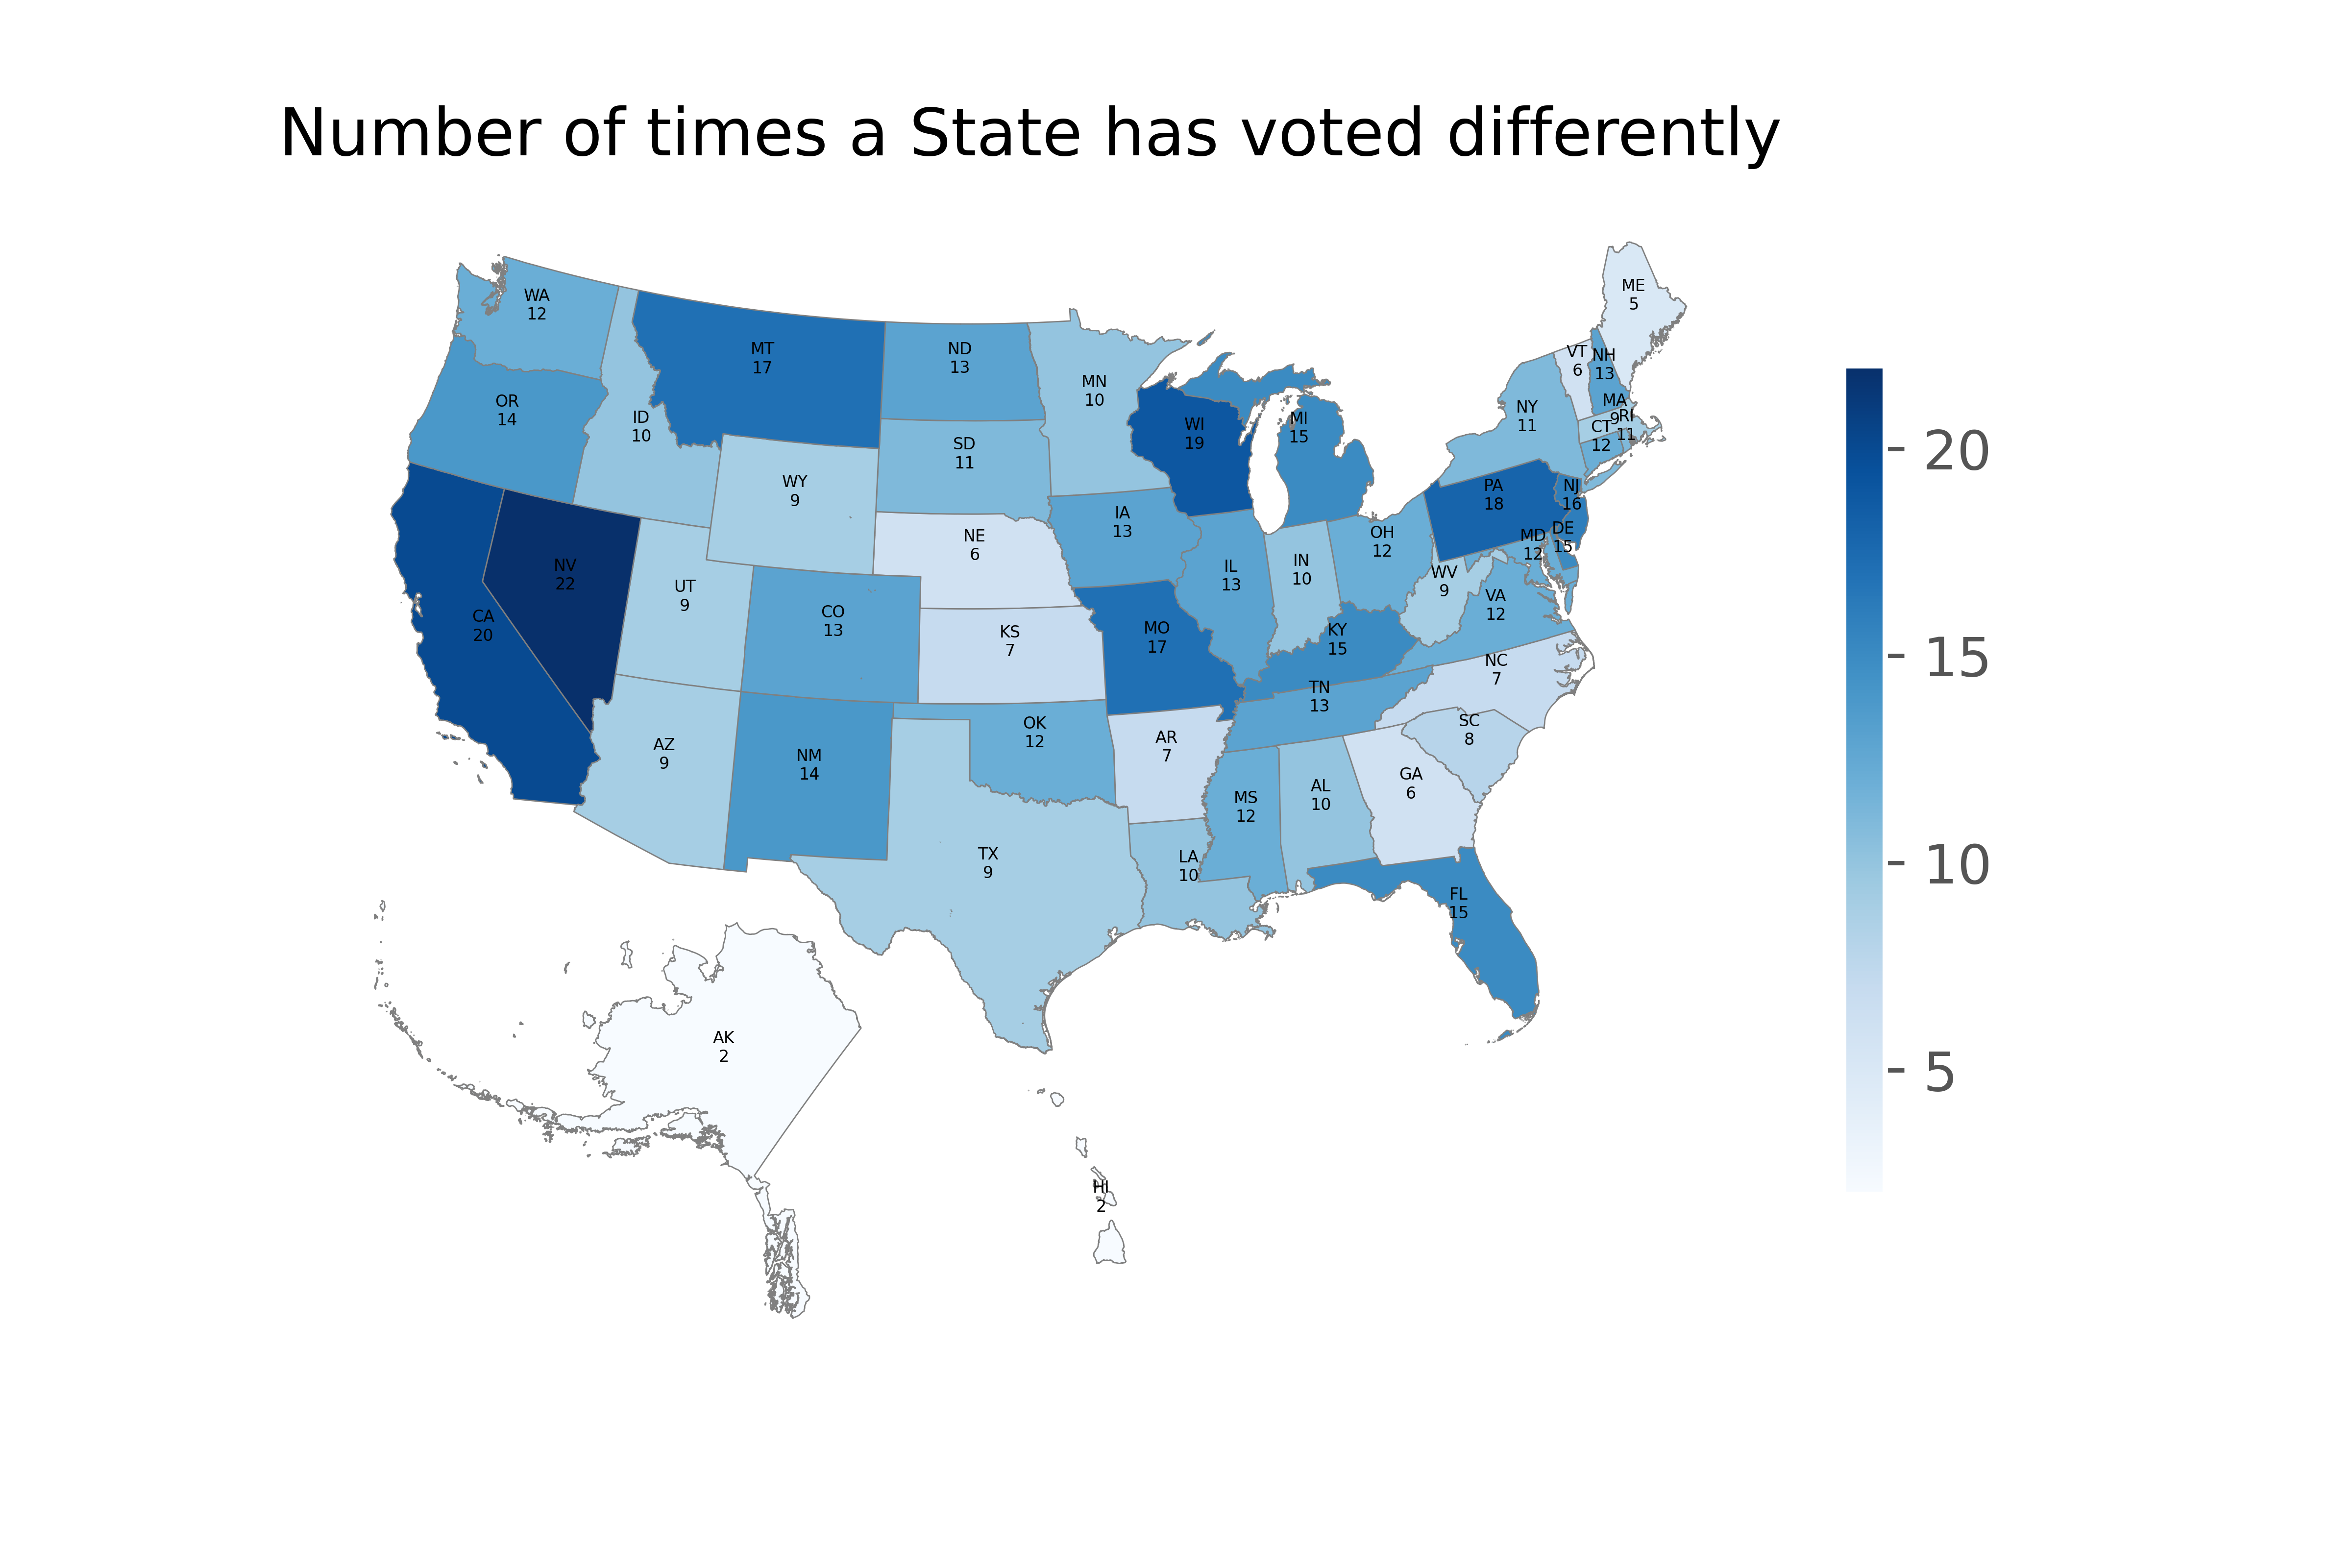 Number of times a State has voted differently
WA
12
MT
17
ND
13
MN
10
ME
5
VT
6
NH
13
OR
14
ID
10
SD
11
WI
19
MI
15
NY
11
MA
9
RI
11
CT
12
WY
9
IA
13
PA
18
NJ
16
NE
6
OH
12
MD
12
DE
15
NV
22
UT
9
CO
13
IL
13
IN
10
WV
9
VA
12
CA
20
KS
7
MO
17
KY
15
NC
7
TN
13
AZ
9
NM
14
OK
12
AR
7
SC
8
MS
12
AL
10
GA
6
TX
9
LA
10
FL
15
AK
2
HI
2
20
15
10
5